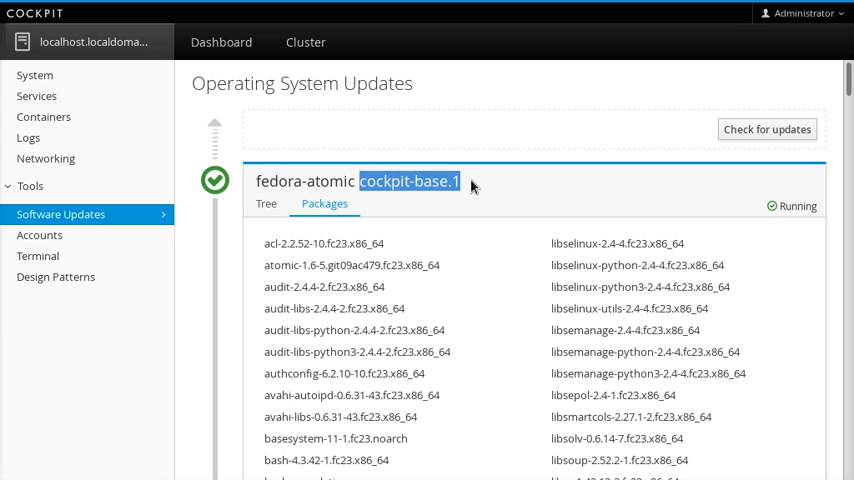 COCKPIT
Administrator
localhost.localdoma...
Dashboard
Cluster
System
Services
Containers
Logs
Networking
Tools
Software Updates
Accounts
Terminal
Design Patterns
Operating System Updates
Check for updates
fedora-atomic cockpit-base.1
Tree
Packages
Running
acl-2.2.52-10.fc23.x86_64
atomic-1.6-5.git09ac479.fc23.x86_64
audit-2.4.4-2.fc23.x86_64
audit-libs-2.4.4-2.fc23.x86_64
audit-libs-python-2.4.4-2.fc23.x86_64
audit-libs-python3-2.4.4-2.fc23.x86_64
authconfig-6.2.10-10.fc23.x86_64
avahi-autoipd-0.6.31-43.fc23.x86_64
avahi-libs-0.6.31-43.fc23.x86_64
basesystem-11-1.fc23.noarch
bash-4.3.42-1.fc23.x86_64
libselinux-2.4-4.fc23.x86_64
libselinux-python-2.4-4.fc23.x86_64
libselinux-python3-2.4-4.fc23.x86_64
libselinux-utils-2.4-4.fc23.x86_64
libsemanage-2.4-4.fc23.x86_64
libsemanage-python-2.4-4.fc23.x86_64
libsemanage-python3-2.4-4.fc23.x86_64
libsepol-2.4-1.fc23.x86_64
libsmartcols-2.27.1-2.fc23.x86_64
libsolv-0.6.14-7.fc23.x86_64
libsoup-2.52.2-1.fc23.x86_64